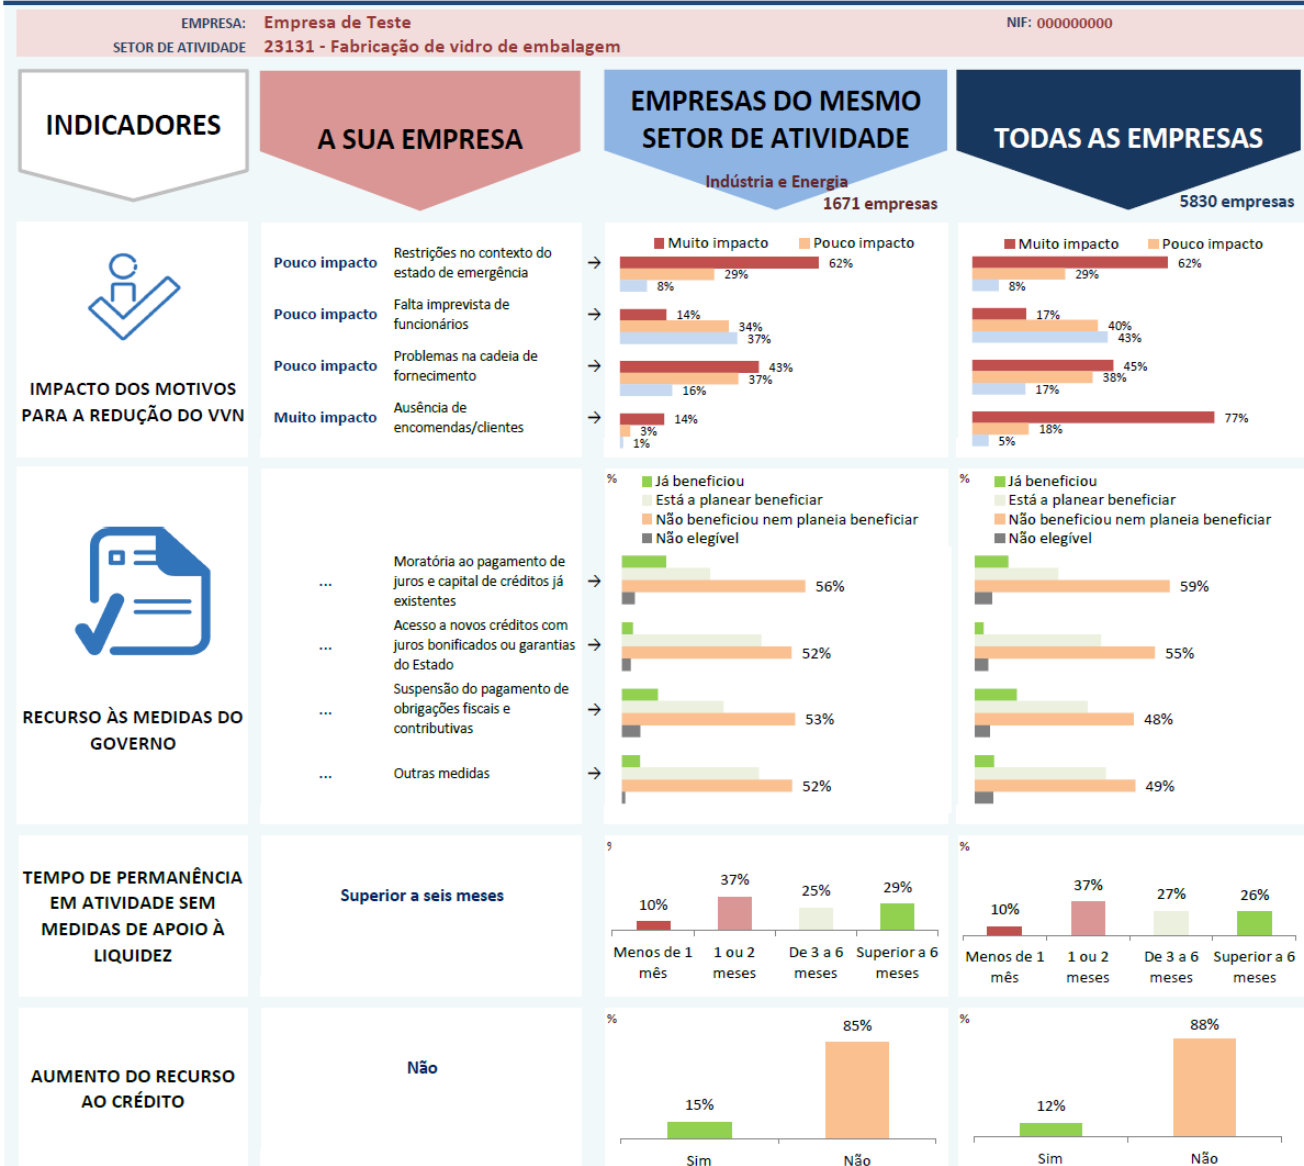 EMPRESA: Empresa de Teste NIF: 000000000
SETOR DE ATIVIDADE 23131 - Fabricação de vidro de embalagem
INDICADORES
A SUA EMPRESA
EMPRESAS DO MESMO
SETOR DE ATIVIDADE
Indústria e Energia
1671 empresas
TODAS AS EMPRESAS
5830 empresas
IMPACTO DOS MOTIVOS
PARA A REDUÇÃO DO VVN
Pouco impacto
Restrições no contexto do
estado de emergência
→
Pouco impacto
Falta imprevista de
funcionários
→
Pouco impacto
Problemas na cadeia de
fornecimento
→
Muito impacto
Ausência de
encomendas/clientes
→
Muito impacto Pouco impacto
62%
29%
8%
14%
34%
37%
43%
37%
16%
14%
3%
1%
Muito impacto Pouco impacto
62%
29%
8%
17%
40%
43%
45%
38%
17%
77%
18%
5%
RECURSO ÀS MEDIDAS DO
GOVERNO
...
Moratória ao pagamento de
juros e capital de créditos já
existentes
→
...
Acesso a novos créditos com
juros bonificados ou garantias
do Estado
→
...
Suspensão do pagamento de
obrigações fiscais e
contributivas
→
...
Outras medidas
→
%
Já beneficiou
Está a planear beneficiar
Não beneficiou nem planeia beneficiar
Não elegível
56%
52%
53%
52%
%
Já beneficiou
Está a planear beneficiar
Não beneficiou nem planeia beneficiar
Não elegível
59%
55%
48%
49%
TEMPO DE PERMANÊNCIA
EM ATIVIDADE SEM
MEDIDAS DE APOIO À
LIQUIDEZ
Superior a seis meses
10% 37% 25% 29%
Menos de 1 1 ou 2 De 3 a 6 Superior a 6
mês meses meses meses
%
10% 37% 27% 26%
Menos de 1 1 ou 2 De 3 a 6 Superior a 6
mês meses meses meses
AUMENTO DO RECURSO
AO CRÉDITO
Não
%
15% 85%
Sim Não
%
12% 88%
Sim Não